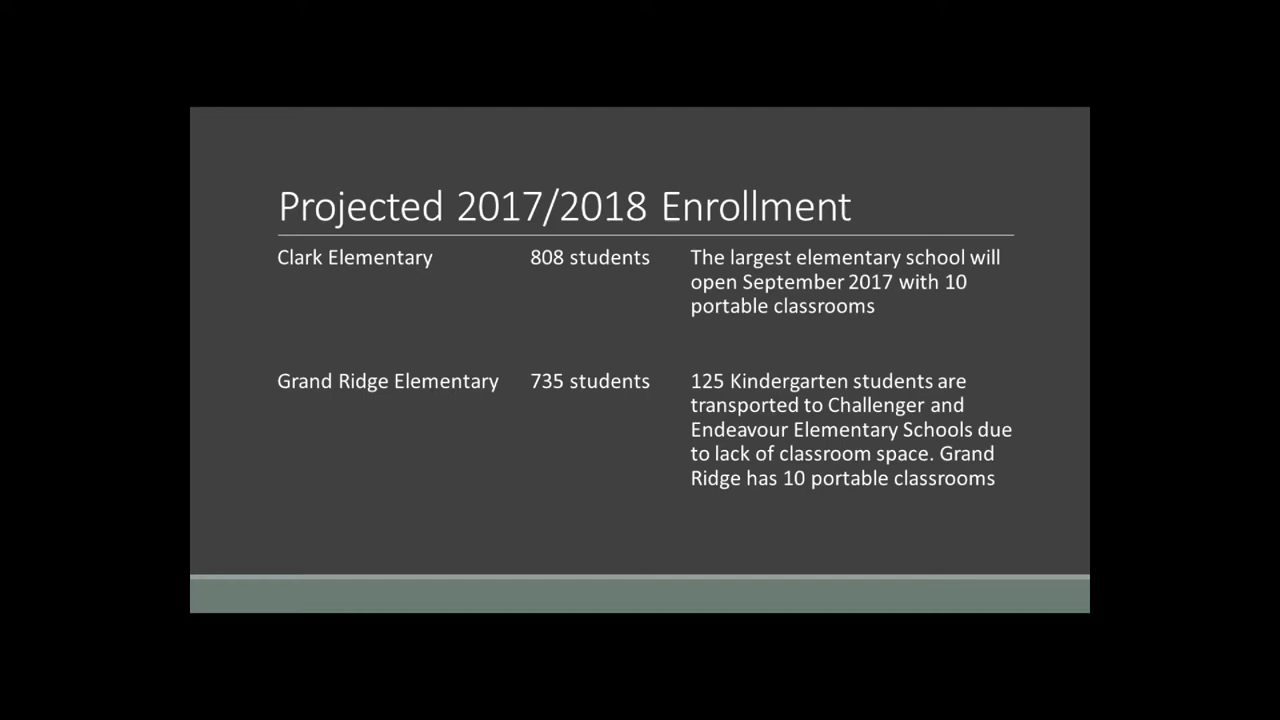 Projected 2017/2018 Enrollment
Clark Elementary 808 students The largest elementary school will
open September 2017 with 10
portable classrooms
Grand Ridge Elementary 735 students 125 Kindergarten students are
transported to Challenger and
Endeavour Elementary Schools due
to lack of classroom space. Grand
Ridge has 10 portable classrooms